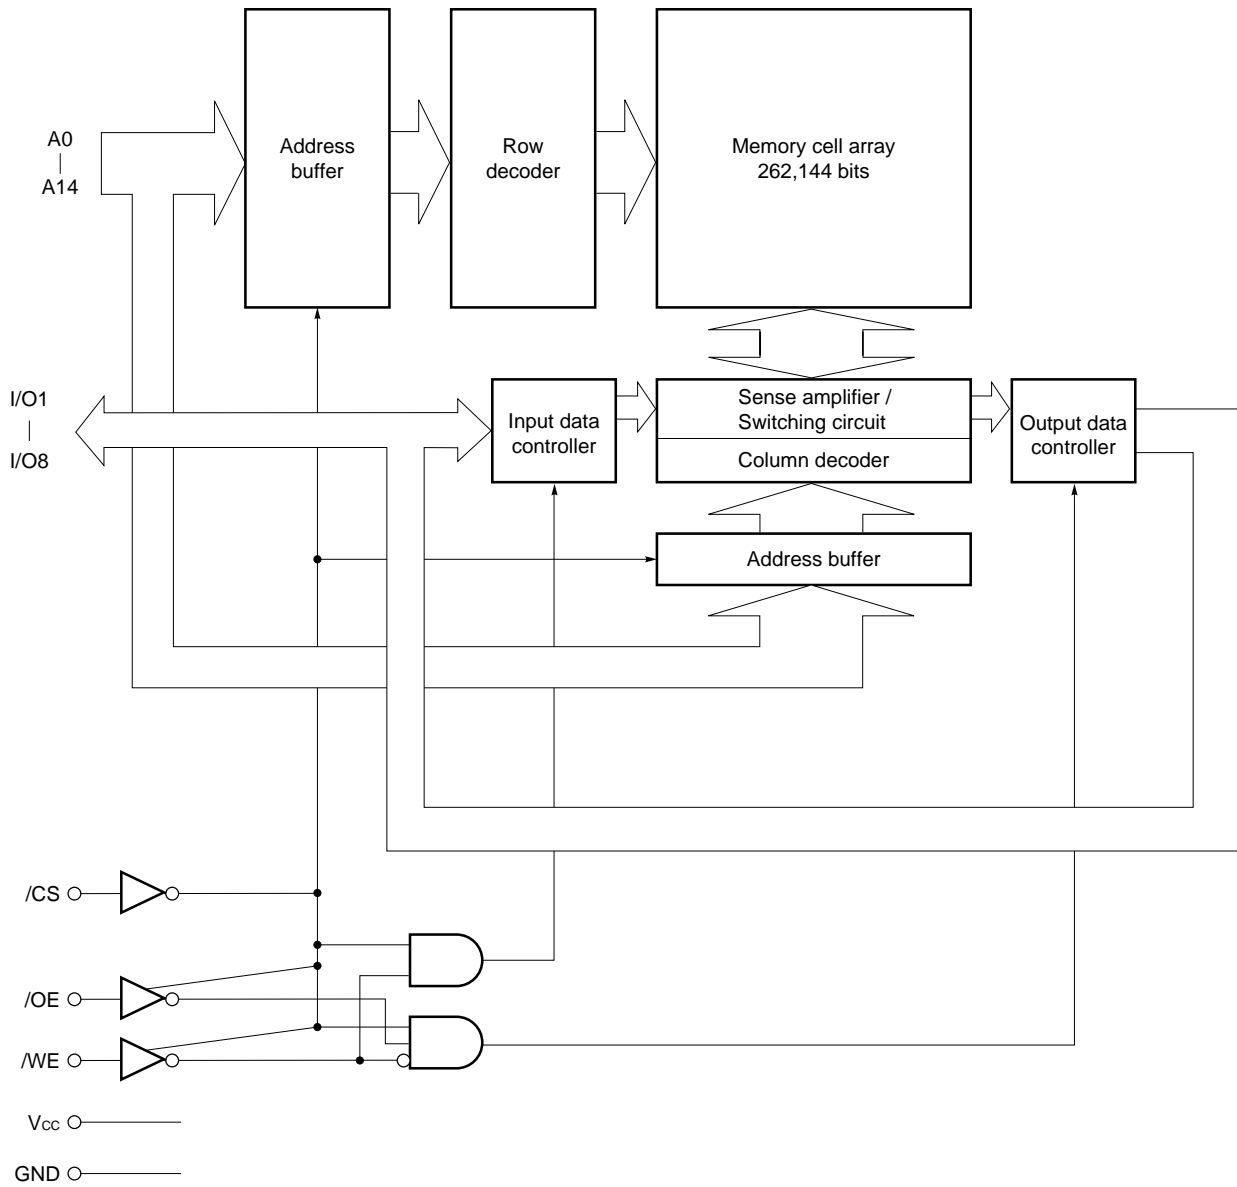 A0
A14
Address
buffer
Row
decoder
Memory cell array
262,144 bits
I/O1
I/O8
Input data
controller
Sense amplifier /
Switching circuit
Column decoder
Output data
controller
Address buffer
/CS
/OE
/WE
VCC
GND